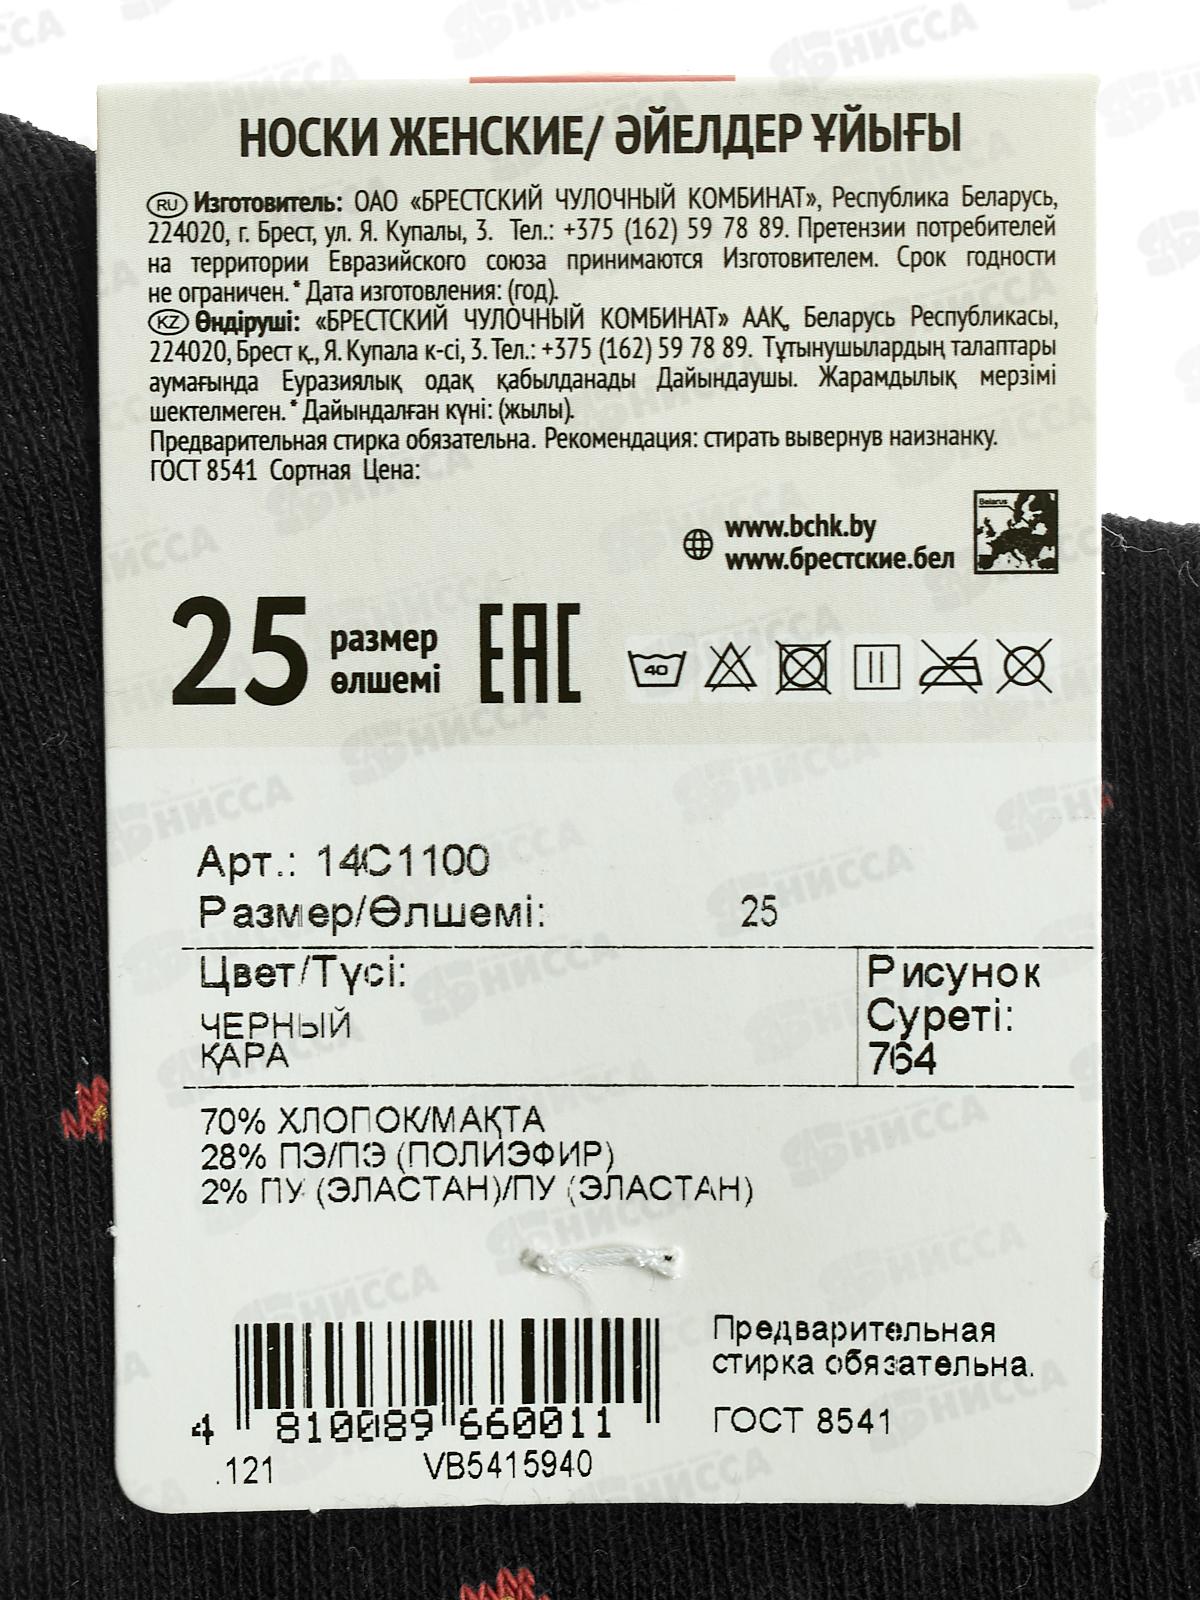 НОСКИ ЖЕНСКИЕ/ ӘЙЕЛДЕР ҰЙЫҒЫ
RU Изготовитель: ОАО «БРЕСТСКИЙ ЧУЛОЧНЫЙ КОМБИНАТ», Республика Беларусь,
224020, г. Брест, ул. Я. Купалы, 3. Тел.: +375 (162) 59 78 89. Претензии потребителей
на территории Евразийского союза принимаются Изготовителем. Срок годности
не ограничен.* Дата изготовления: (год).
KZ Өндіруші: «БРЕСТСКИЙ ЧУЛОЧНЫЙ КОМБИНАТ» ААҚ, Беларусь Республикасы,
224020, Брест қ., Я. Купала к-сі, 3. Тел.: +375 (162) 59 78 89. Тұтынушылардың талаптары
аумағында Еуразиялық одақ қабылданады Дайындаушы. Жарамдылық мерзімі
шектелмеген.* Дайындалған күні: (жылы).
Предварительная стирка обязательна. Рекомендация: стирать вывернув наизнанку.
ГОСТ 8541 Сортная Цена:
Belarus
www.bchk.by
www.брестские.бел
25 размер
өлшемі
EAC
40
Арт.: 14С1100
Размер/Өлшемі: 25
Цвет/Түсі:
ЧЕРНЫЙ
ҚАРА
Рисунок
Суреті:
764
70% ХЛОПОК/МАҚТА
28% ПЭ/ПЭ (ПОЛИЭФИР)
2% ПУ (ЭЛАСТАН)/ПУ (ЭЛАСТАН)
Предварительная
стирка обязательна.
ГОСТ 8541
4 810089 660011
.121 VB5415940